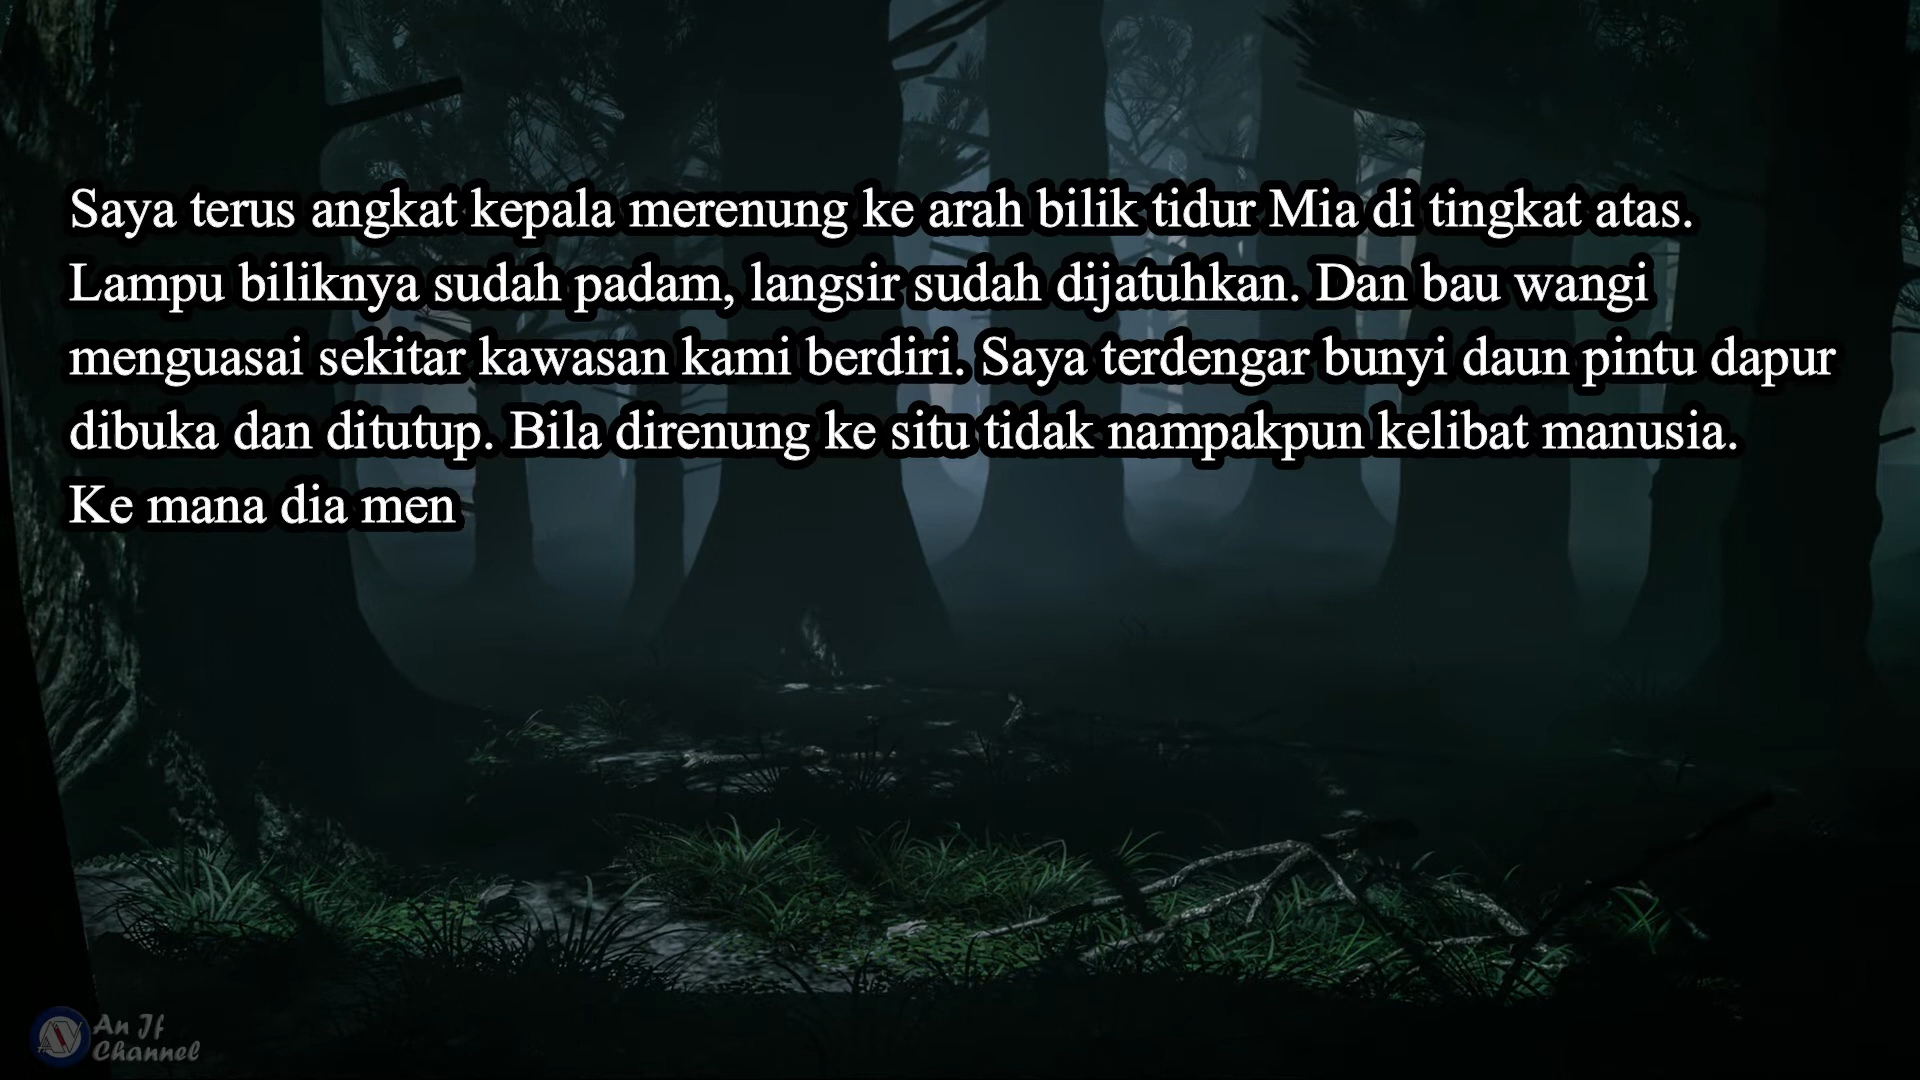 Saya terus angkat kepala merenung ke arah bilik tidur Mia di tingkat atas.
Lampu biliknya sudah padam, langsir sudah dijatuhkan. Dan bau wangi
menguasai sekitar kawasan kami berdiri. Saya terdengar bunyi daun pintu dapur
dibuka dan ditutup. Bila direnung ke situ tidak nampakpun kelibat manusia.
Ke mana dia men
An If
Channel